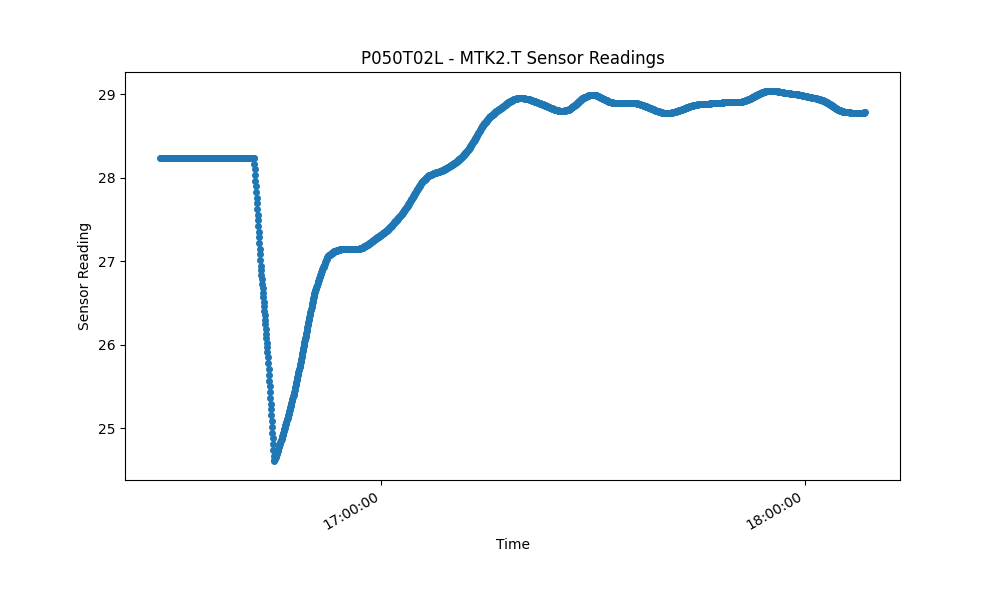 P050T02L - MTK2.T Sensor Readings
29
28
27
26
25
Sensor Reading
17:00:00
18:00:00
Time